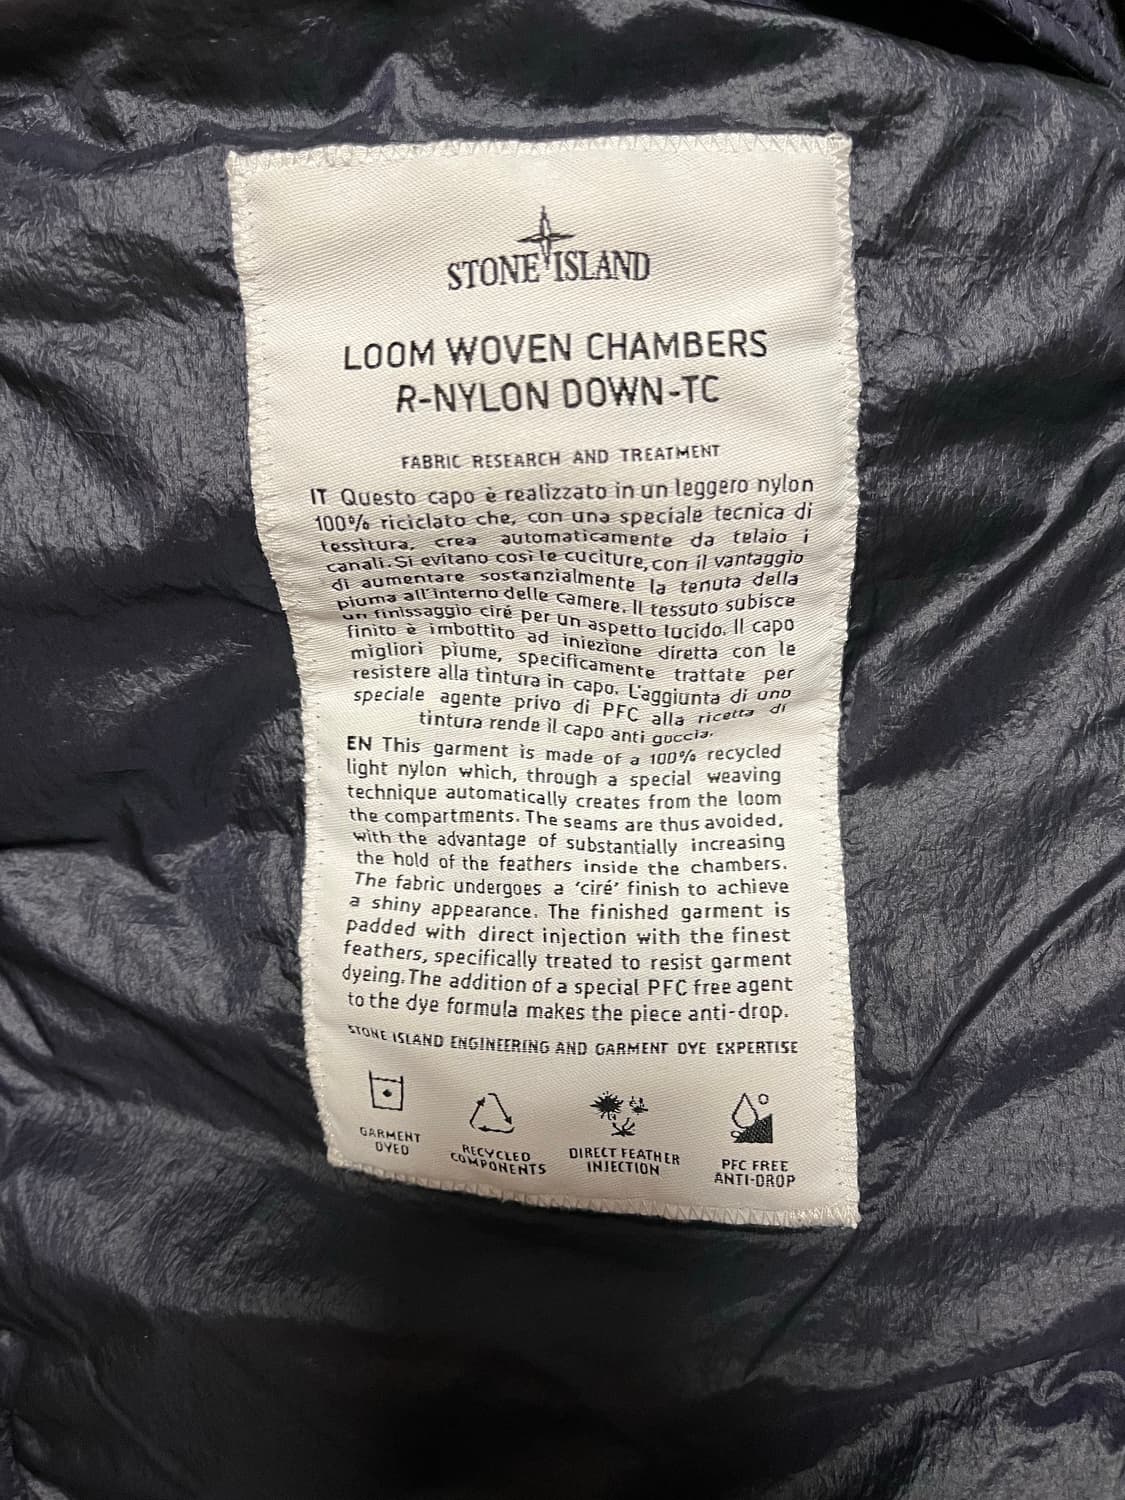 STONE ISLAND
LOOM WOVEN CHAMBERS
R-NYLON DOWN-TC
FABRIC RESEARCH AND TREATMENT
IT Questo capo è realizzato in un leggero nylon
100% riciclato che, con una speciale tecnica di
tessitura, crea automaticamente da telaio i
canali. Si evitano così le cuciture, con il vantaggio
di aumentare sostanzialmente la tenuta della
piuma all'interno delle camere. Il tessuto subisce
un finissaggio ciré per un aspetto lucido. Il capo
finito è imbottito ad iniezione diretta con le
migliori piume, specificamente trattate per
resistere alla tintura in capo. L'aggiunta di uno
speciale agente privo di PFC alla ricetta di
tintura rende il capo anti goccia.
EN This garment is made of a 100% recycled
light nylon which, through a special weaving
technique automatically creates from the loom
the compartments. The seams are thus avoided,
with the advantage of substantially increasing
the hold of the feathers inside the chambers.
The fabric undergoes a 'ciré' finish to achieve
a shiny appearance. The finished garment is
padded with direct injection with the finest
feathers, specifically treated to resist garment
dyeing. The addition of a special PFC free agent
to the dye formula makes the piece anti-drop.
STONE ISLAND ENGINEERING AND GARMENT DYE EXPERTISE
GARMENT
DYED
RECYCLED
COMPONENTS
DIRECT FEATHER
INJECTION
PFC FREE
ANTI-DROP